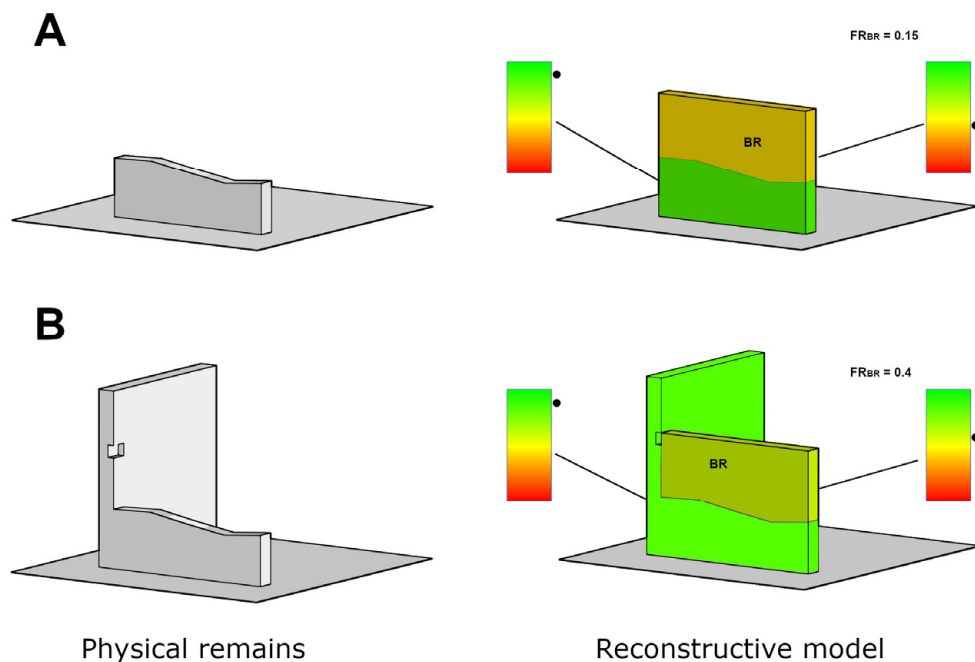 A
FRBR = 0.15
BR
B
FRBR = 0.4
BR
Physical remains
Reconstructive model